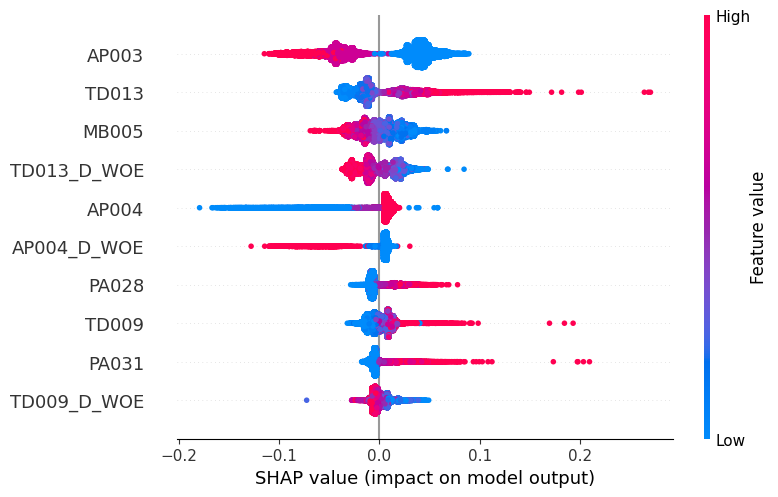 High
AP003
TD013
MB005
TD013_D_WOE
AP004
AP004_D_WOE
PA028
TD009
PA031
TD009_D_WOE
Feature value
Low
−0.2 −0.1 0.0 0.1 0.2
SHAP value (impact on model output)